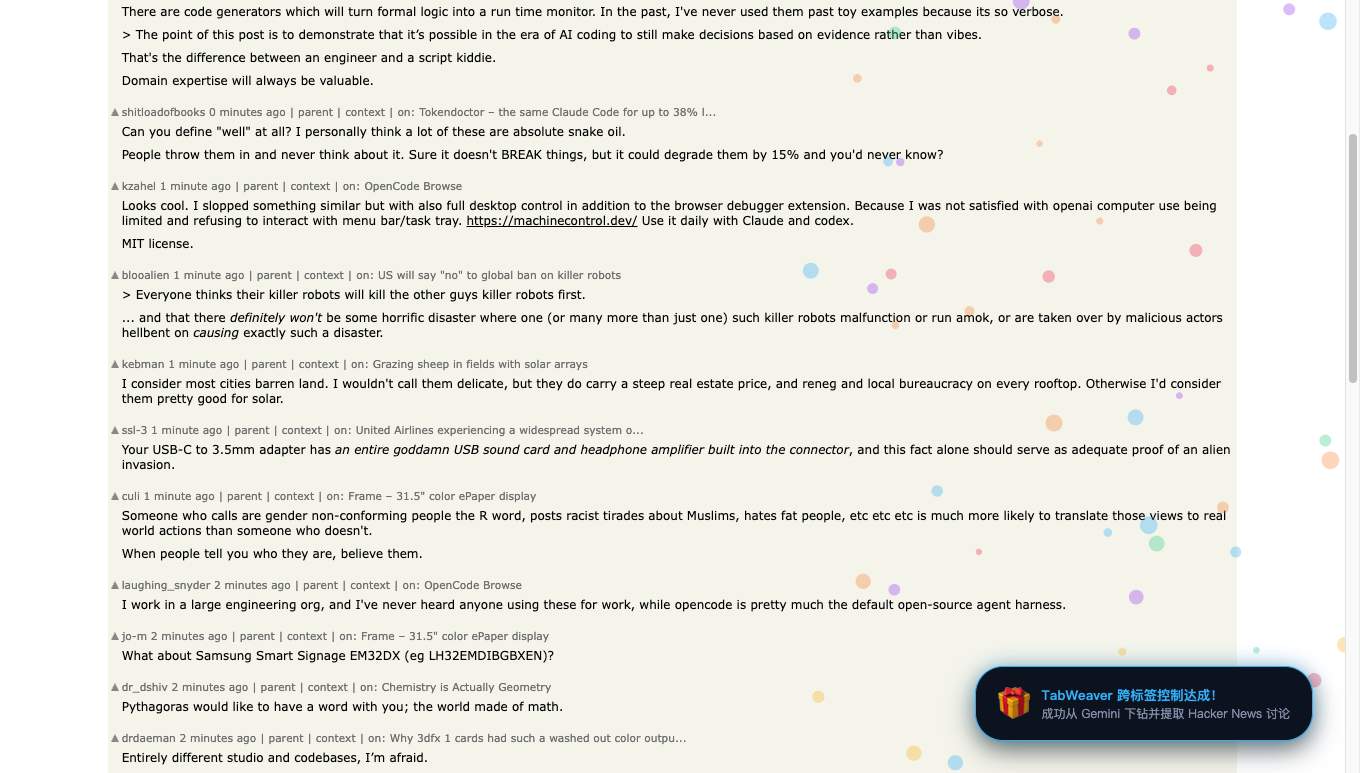 There are code generators which will turn formal logic into a run time monitor. In the past, I've never used them past toy examples because its so verbose.
> The point of this post is to demonstrate that it’s possible in the era of AI coding to still make decisions based on evidence rather than vibes.
That's the difference between an engineer and a script kiddie.
Domain expertise will always be valuable.
▲ shitloadofbooks 0 minutes ago | parent | context | on: Tokendoctor – the same Claude Code for up to 38% l...
Can you define "well" at all? I personally think a lot of these are absolute snake oil.
People throw them in and never think about it. Sure it doesn't BREAK things, but it could degrade them by 15% and you'd never know?
▲ kzahel 1 minute ago | parent | context | on: OpenCode Browse
Looks cool. I slopped something similar but with also full desktop control in addition to the browser debugger extension. Because I was not satisfied with openai computer use being
limited and refusing to interact with menu bar/task tray. https://machinecontrol.dev/ Use it daily with Claude and codex.
MIT license.
▲ blooalien 1 minute ago | parent | context | on: US will say "no" to global ban on killer robots
> Everyone thinks their killer robots will kill the other guys killer robots first.
... and that there definitely won't be some horrific disaster where one (or many more than just one) such killer robots malfunction or run amok, or are taken over by malicious actors
hellbent on causing exactly such a disaster.
▲ kebman 1 minute ago | parent | context | on: Grazing sheep in fields with solar arrays
I consider most cities barren land. I wouldn't call them delicate, but they do carry a steep real estate price, and reneg and local bureaucracy on every rooftop. Otherwise I'd consider
them pretty good for solar.
▲ ssl-3 1 minute ago | parent | context | on: United Airlines experiencing a widespread system o...
Your USB-C to 3.5mm adapter has an entire goddamn USB sound card and headphone amplifier built into the connector, and this fact alone should serve as adequate proof of an alien
invasion.
▲ culi 1 minute ago | parent | context | on: Frame – 31.5" color ePaper display
Someone who calls are gender non-conforming people the R word, posts racist tirades about Muslims, hates fat people, etc etc etc is much more likely to translate those views to real
world actions than someone who doesn't.
When people tell you who they are, believe them.
▲ laughing_snyder 2 minutes ago | parent | context | on: OpenCode Browse
I work in a large engineering org, and I've never heard anyone using these for work, while opencode is pretty much the default open-source agent harness.
▲ jo-m 2 minutes ago | parent | context | on: Frame – 31.5" color ePaper display
What about Samsung Smart Signage EM32DX (eg LH32EMDIBGBXEN)?
▲ dr_dshiv 2 minutes ago | parent | context | on: Chemistry is Actually Geometry
Pythagoras would like to have a word with you; the world made of math.
▲ drdaeman 2 minutes ago | parent | context | on: Why 3dfx 1 cards had such a washed out color outpu...
Entirely different studio and codebases, I’m afraid.
TabWeaver 跨标签控制达成！
成功从 Gemini 下钻并提取 Hacker News 讨论